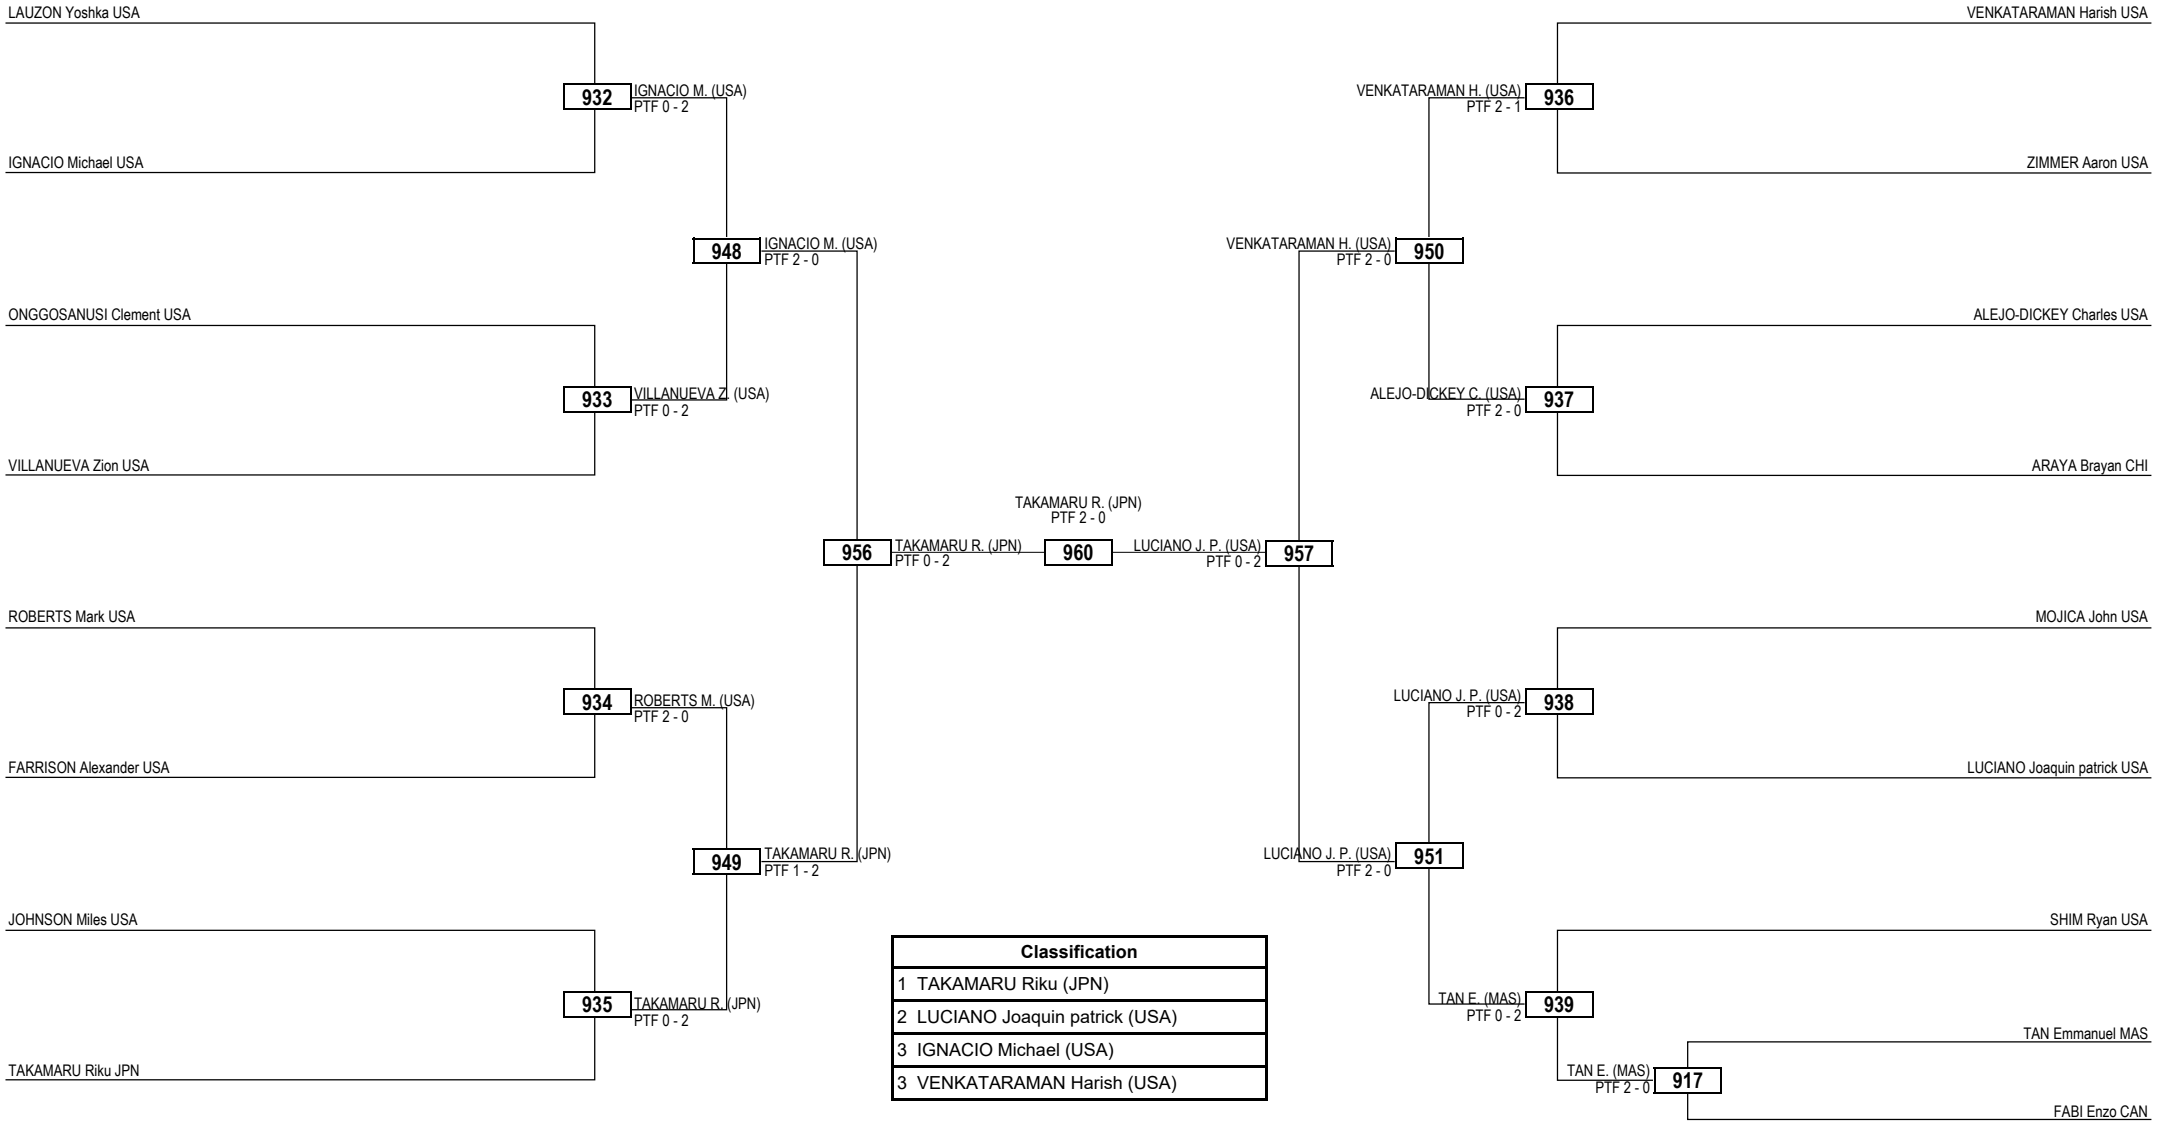 LAUZON Yoshka USA
VENKATARAMAN Harish USA
932
IGNACIO M. (USA)
PTF 0 - 2
VENKATARAMAN H. (USA)
PTF 2 - 1
936
IGNACIO Michael USA
ZIMMER Aaron USA
948
IGNACIO M. (USA)
PTF 2 - 0
VENKATARAMAN H. (USA)
PTF 2 - 0
950
ONGGOSANUSI Clement USA
ALEJO-DICKEY Charles USA
933
VILLANUEVA Z. (USA)
PTF 0 - 2
ALEJO-DICKEY C. (USA)
PTF 2 - 0
937
VILLANUEVA Zion USA
ARAYA Brayan CHI
TAKAMARU R. (JPN)
PTF 2 - 0
956
TAKAMARU R. (JPN)
PTF 0 - 2
960
LUCIANO J. P. (USA)
PTF 0 - 2
957
ROBERTS Mark USA
MOJICA John USA
934
ROBERTS M. (USA)
PTF 2 - 0
LUCIANO J. P. (USA)
PTF 0 - 2
938
FARRISON Alexander USA
LUCIANO Joaquin patrick USA
949
TAKAMARU R. (JPN)
PTF 1 - 2
LUCIANO J. P. (USA)
PTF 2 - 0
951
JOHNSON Miles USA
SHIM Ryan USA
935
TAKAMARU R. (JPN)
PTF 0 - 2
TAN E. (MAS)
PTF 0 - 2
939
TAKAMARU Riku JPN
TAN Emmanuel MAS
TAN E. (MAS)
PTF 2 - 0
917
FABI Enzo CAN
Classification
1 TAKAMARU Riku (JPN)
2 LUCIANO Joaquin patrick (USA)
3 IGNACIO Michael (USA)
3 VENKATARAMAN Harish (USA)